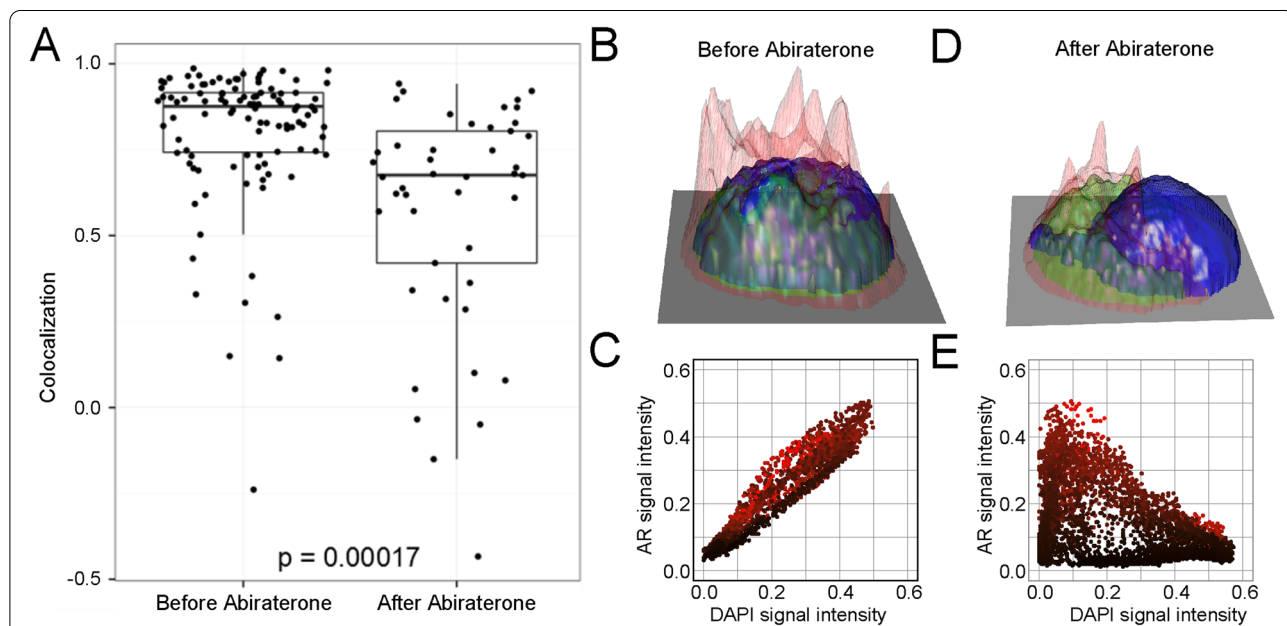 A
1.0
0.5
0.0
-0.5
Colocalization
p = 0.00017
Before Abiraterone
After Abiraterone
B
Before Abiraterone
D
After Abiraterone
C
0.6
0.4
0.2
0.0
AR signal intensity
0.0 0.2 0.4 0.6
DAPI signal intensity
E
0.6
0.4
0.2
0.0
AR signal intensity
0.0 0.2 0.4 0.6
DAPI signal intensity